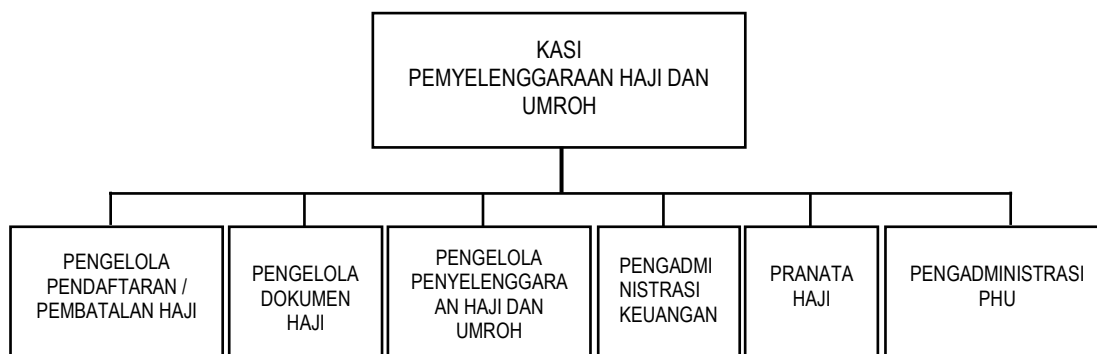 KASI
PEMYELENGGARAAN HAJI DAN
UMROH
PENGELOLA
PENDAFTARAN /
PEMBATALAN HAJI
PENGELOLA
DOKUMEN
HAJI
PENGELOLA
PENYELENGGARA
AN HAJI DAN
UMROH
PENGADMI
NISTRASI
KEUANGAN
PRANATA
HAJI
PENGADMINISTRASI
PHU